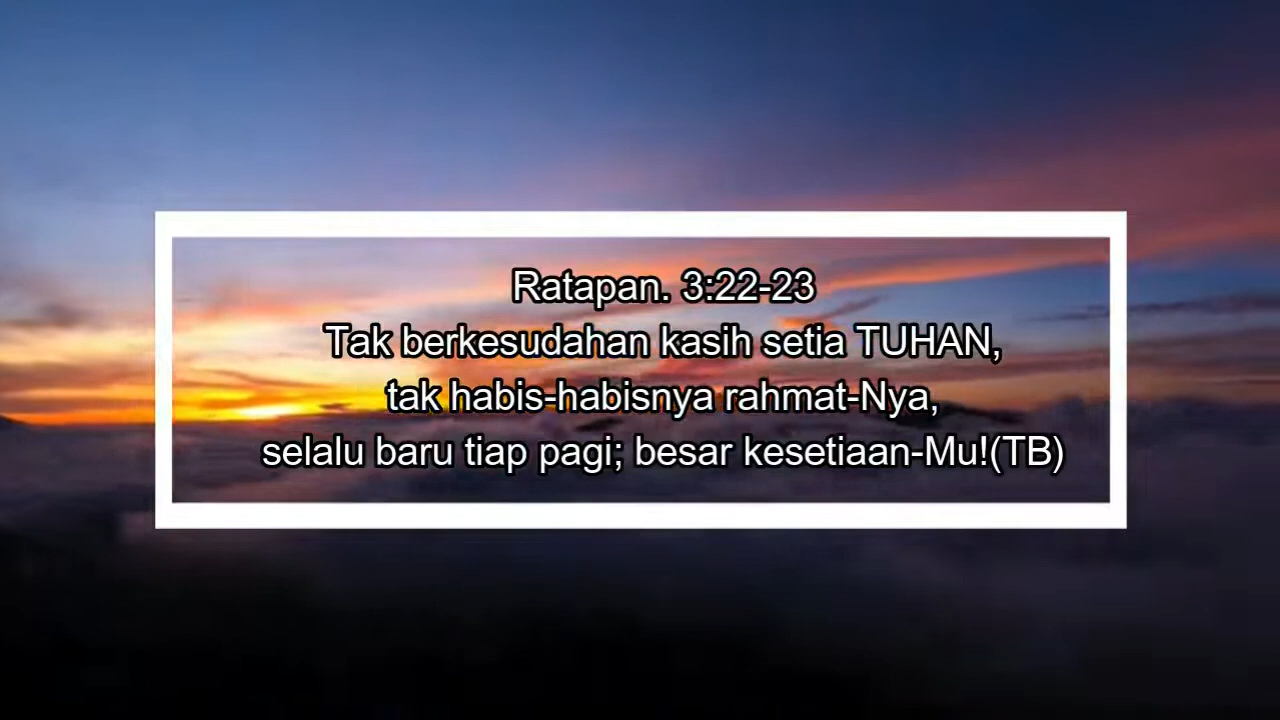 Ratapan. 3:22-23
Tak berkesudahan kasih setia TUHAN,
tak habis-habisnya rahmat-Nya,
selalu baru tiap pagi; besar kesetiaan-Mu!(TB)